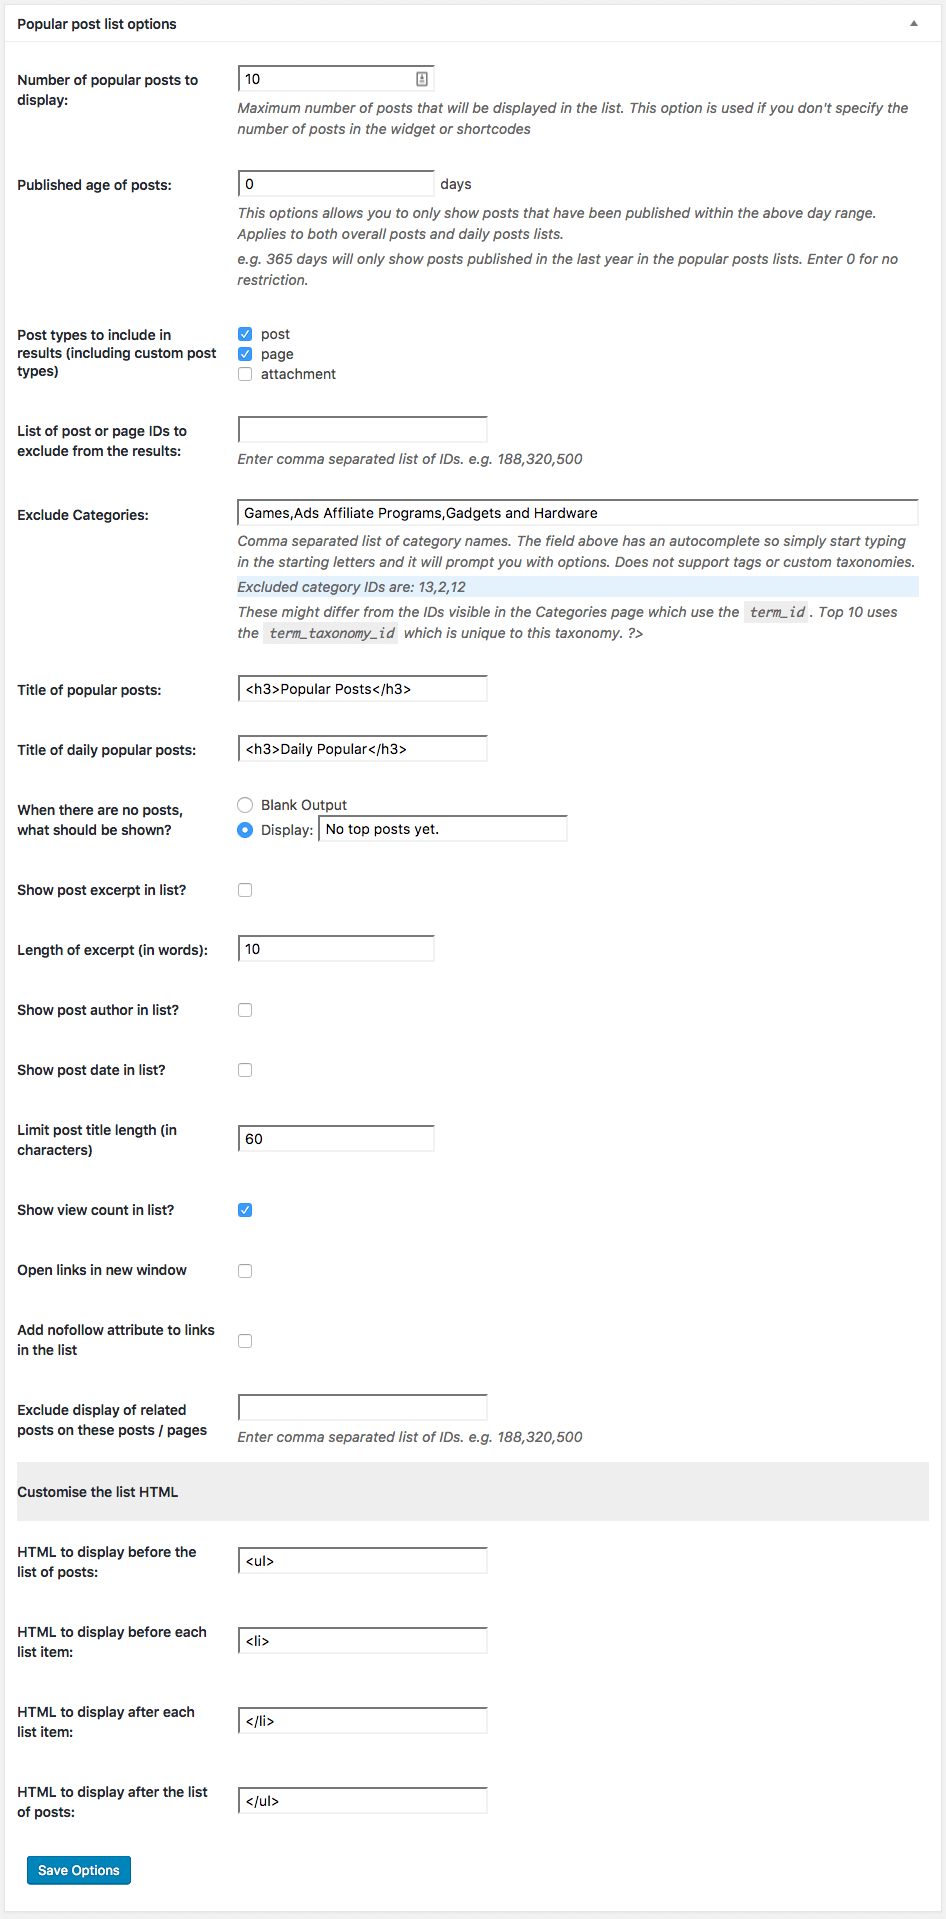 Popular post list options
Number of popular posts to
display:
10
Maximum number of posts that will be displayed in the list. This option is used if you don't specify the
number of posts in the widget or shortcodes
Published age of posts:
0 days
This options allows you to only show posts that have been published within the above day range.
Applies to both overall posts and daily posts lists.
e.g. 365 days will only show posts published in the last year in the popular posts lists. Enter 0 for no
restriction.
Post types to include in
results (including custom post
types)
post
page
attachment
List of post or page IDs to
exclude from the results:
Enter comma separated list of IDs. e.g. 188,320,500
Exclude Categories:
Games,Ads Affiliate Programs,Gadgets and Hardware
Comma separated list of category names. The field above has an autocomplete so simply start typing
in the starting letters and it will prompt you with options. Does not support tags or custom taxonomies.
Excluded category IDs are: 13,2,12
These might differ from the IDs visible in the Categories page which use the term_id. Top 10 uses
the term_taxonomy_id which is unique to this taxonomy. ?>
Title of popular posts:
<h3>Popular Posts</h3>
Title of daily popular posts:
<h3>Daily Popular</h3>
When there are no posts,
what should be shown?
Blank Output
Display: No top posts yet.
Show post excerpt in list?
Length of excerpt (in words):
10
Show post author in list?
Show post date in list?
Limit post title length (in
characters)
60
Show view count in list?
Open links in new window
Add nofollow attribute to links
in the list
Exclude display of related
posts on these posts / pages
Enter comma separated list of IDs. e.g. 188,320,500
Customise the list HTML
HTML to display before the
list of posts:
<ul>
HTML to display before each
list item:
<li>
HTML to display after each
list item:
</li>
HTML to display after the list
of posts:
</ul>
Save Options